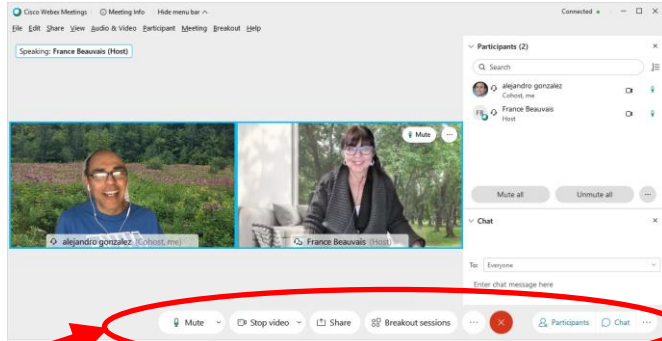 Cisco Webex Meetings Meeting Info Hide menu bar Connected
File Edit Share View Audio & Video Participant Meeting Breakout Help
Speaking: France Beauvais (Host)
Mute
alejandro gonzalez (Cohost, me)
France Beauvais (Host)
Participants (2)
Search
alejandro gonzalez
Cohost, me
FB
France Beauvais
Host
Mute all Unmute all
Chat
To: Everyone
Enter chat message here
Mute Stop video Share Breakout sessions Participants Chat